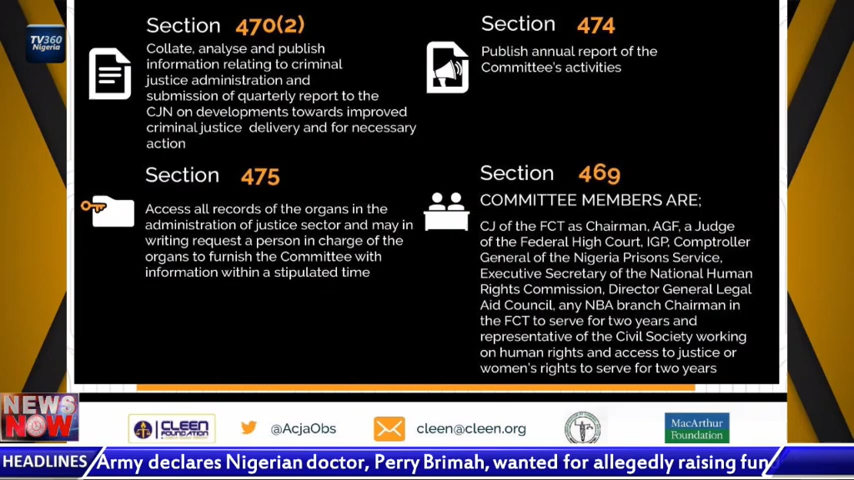 TV360
Nigeria
Section 470(2)
Collate, analyse and publish
information relating to criminal
justice administration and
submission of quarterly report to the
CJN on developments towards improved
criminal justice delivery and for necessary
action
Section 474
Publish annual report of the
Committee's activities
Section 475
Access all records of the organs in the
administration of justice sector and may in
writing request a person in charge of the
organs to furnish the Committee with
information within a stipulated time
Section 469
COMMITTEE MEMBERS ARE;
CJ of the FCT as Chairman, AGF, a Judge
of the Federal High Court, IGP, Comptroller
General of the Nigeria Prisons Service,
Executive Secretary of the National Human
Rights Commission, Director General Legal
Aid Council, any NBA branch Chairman in
the FCT to serve for two years and
representative of the Civil Society working
on human rights and access to justice or
women's rights to serve for two years
NEWS
NOW
CLEEN
FOUNDATION
@AcjaObs
cleen@cleen.org
MacArthur
Foundation
HEADLINES Army declares Nigerian doctor, Perry Brimah, wanted for allegedly raising fun